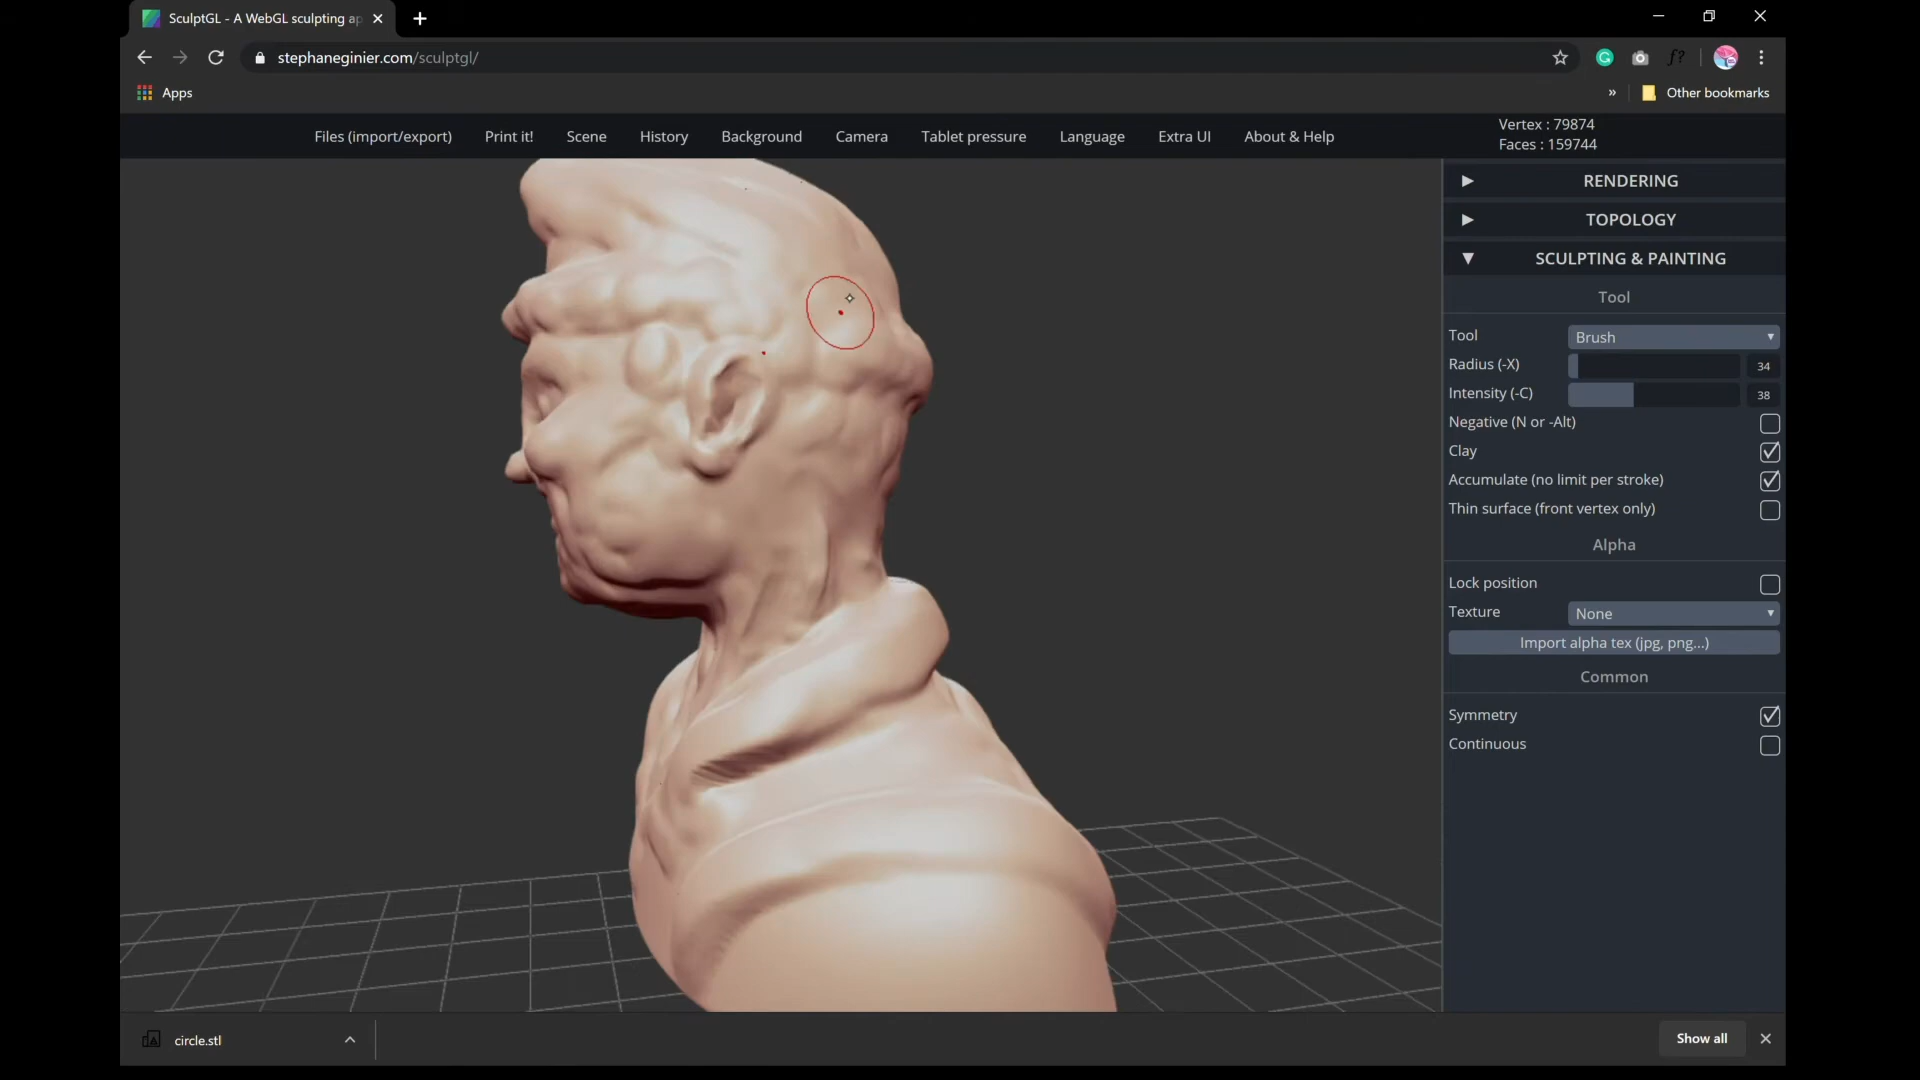 SculptGL - A WebGL sculpting ap
stephaneginier.com/sculptgl/
Apps
»
Other bookmarks
Files (import/export) Print it! Scene History Background Camera Tablet pressure Language Extra UI About & Help
Vertex : 79874
Faces : 159744
RENDERING
TOPOLOGY
SCULPTING & PAINTING
Tool
Tool Brush
Radius (-X) 34
Intensity (-C) 38
Negative (N or -Alt)
Clay
Accumulate (no limit per stroke)
Thin surface (front vertex only)
Alpha
Lock position
Texture None
Import alpha tex (jpg, png...)
Common
Symmetry
Continuous
circle.stl
Show all